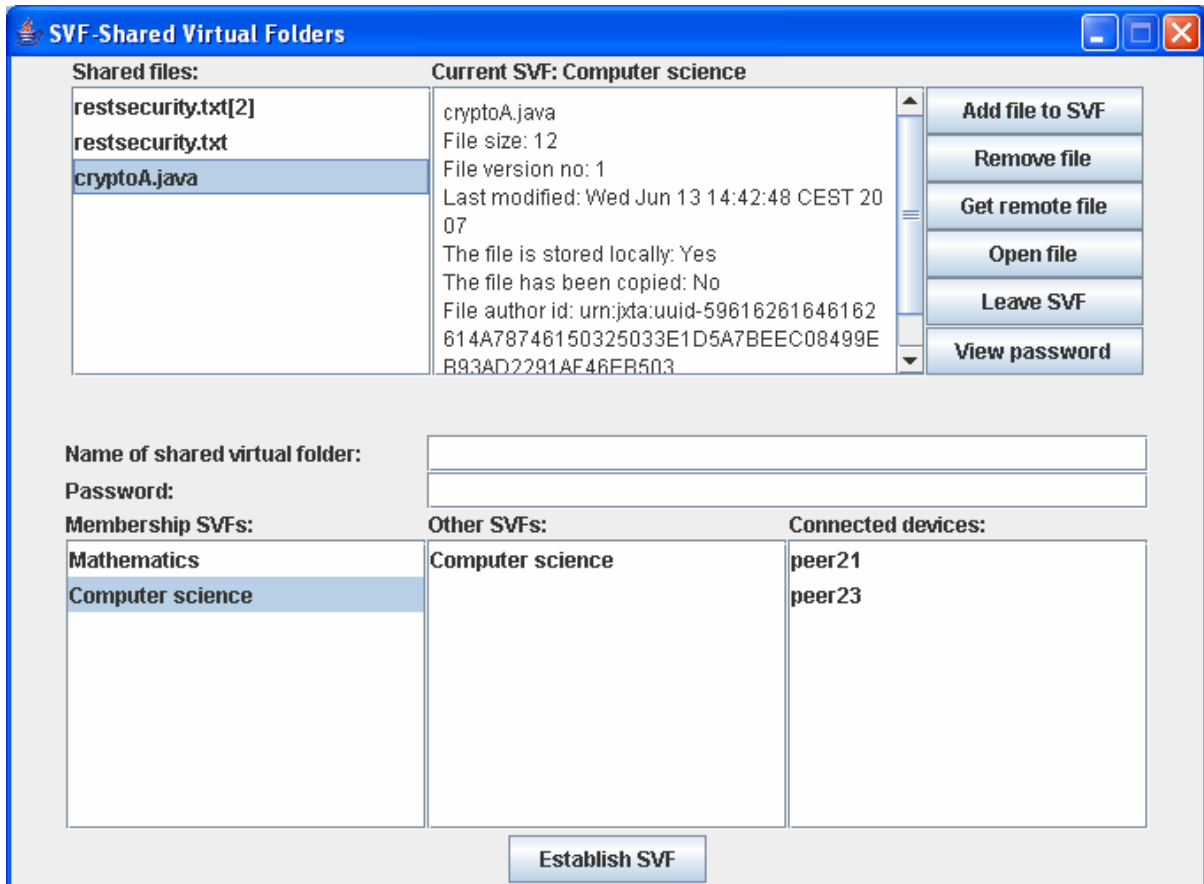 SVF-Shared Virtual Folders
Shared files:
Current SVF: Computer science
restsecurity.txt[2]
restsecurity.txt
cryptoA.java
cryptoA.java
File size: 12
File version no: 1
Last modified: Wed Jun 13 14:42:48 CEST 20
07
The file is stored locally: Yes
The file has been copied: No
File author id: urn:jxta:uuid-59616261646162
614A78746150325033E1D5A7BEEC08499E
B93AD2291AF46EB503
Add file to SVF
Remove file
Get remote file
Open file
Leave SVF
View password
Name of shared virtual folder:
Password:
Membership SVFs:
Mathematics
Computer science
Other SVFs:
Computer science
Connected devices:
peer21
peer23
Establish SVF